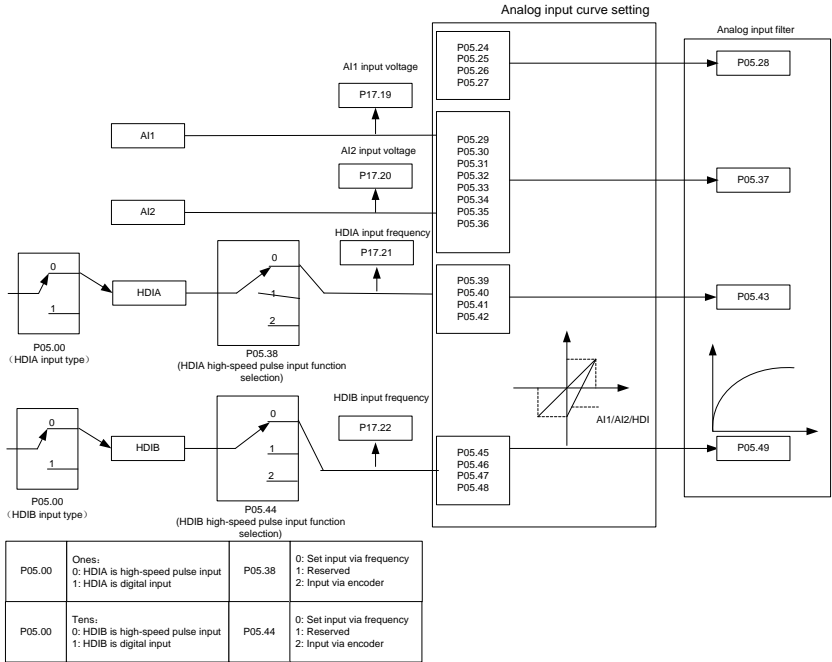 Analog input curve setting
Analog input filter
P05.24
P05.25
P05.26
P05.27
P05.28
AI1 input voltage
P17.19
AI1
AI2 input voltage
P17.20
AI2
P05.29
P05.30
P05.31
P05.32
P05.33
P05.34
P05.35
P05.36
P05.37
HDIA input frequency
P17.21
0
1
HDIA
0
1
2
P05.39
P05.40
P05.41
P05.42
P05.43
P05.00
（HDIA input type）
P05.38
(HDIA high-speed pulse input function
selection)
AI1/AI2/HDI
HDIB input frequency
P17.22
0
1
HDIB
0
1
2
P05.45
P05.46
P05.47
P05.48
P05.49
P05.00
（HDIB input type）
P05.44
(HDIB high-speed pulse input function
selection)
P05.00
Ones：
0: HDIA is high-speed pulse input
1: HDIA is digital input
P05.38
0: Set input via frequency
1: Reserved
2: Input via encoder
P05.00
Tens：
0: HDIB is high-speed pulse input
1: HDIB is digital input
P05.44
0: Set input via frequency
1: Reserved
2: Input via encoder